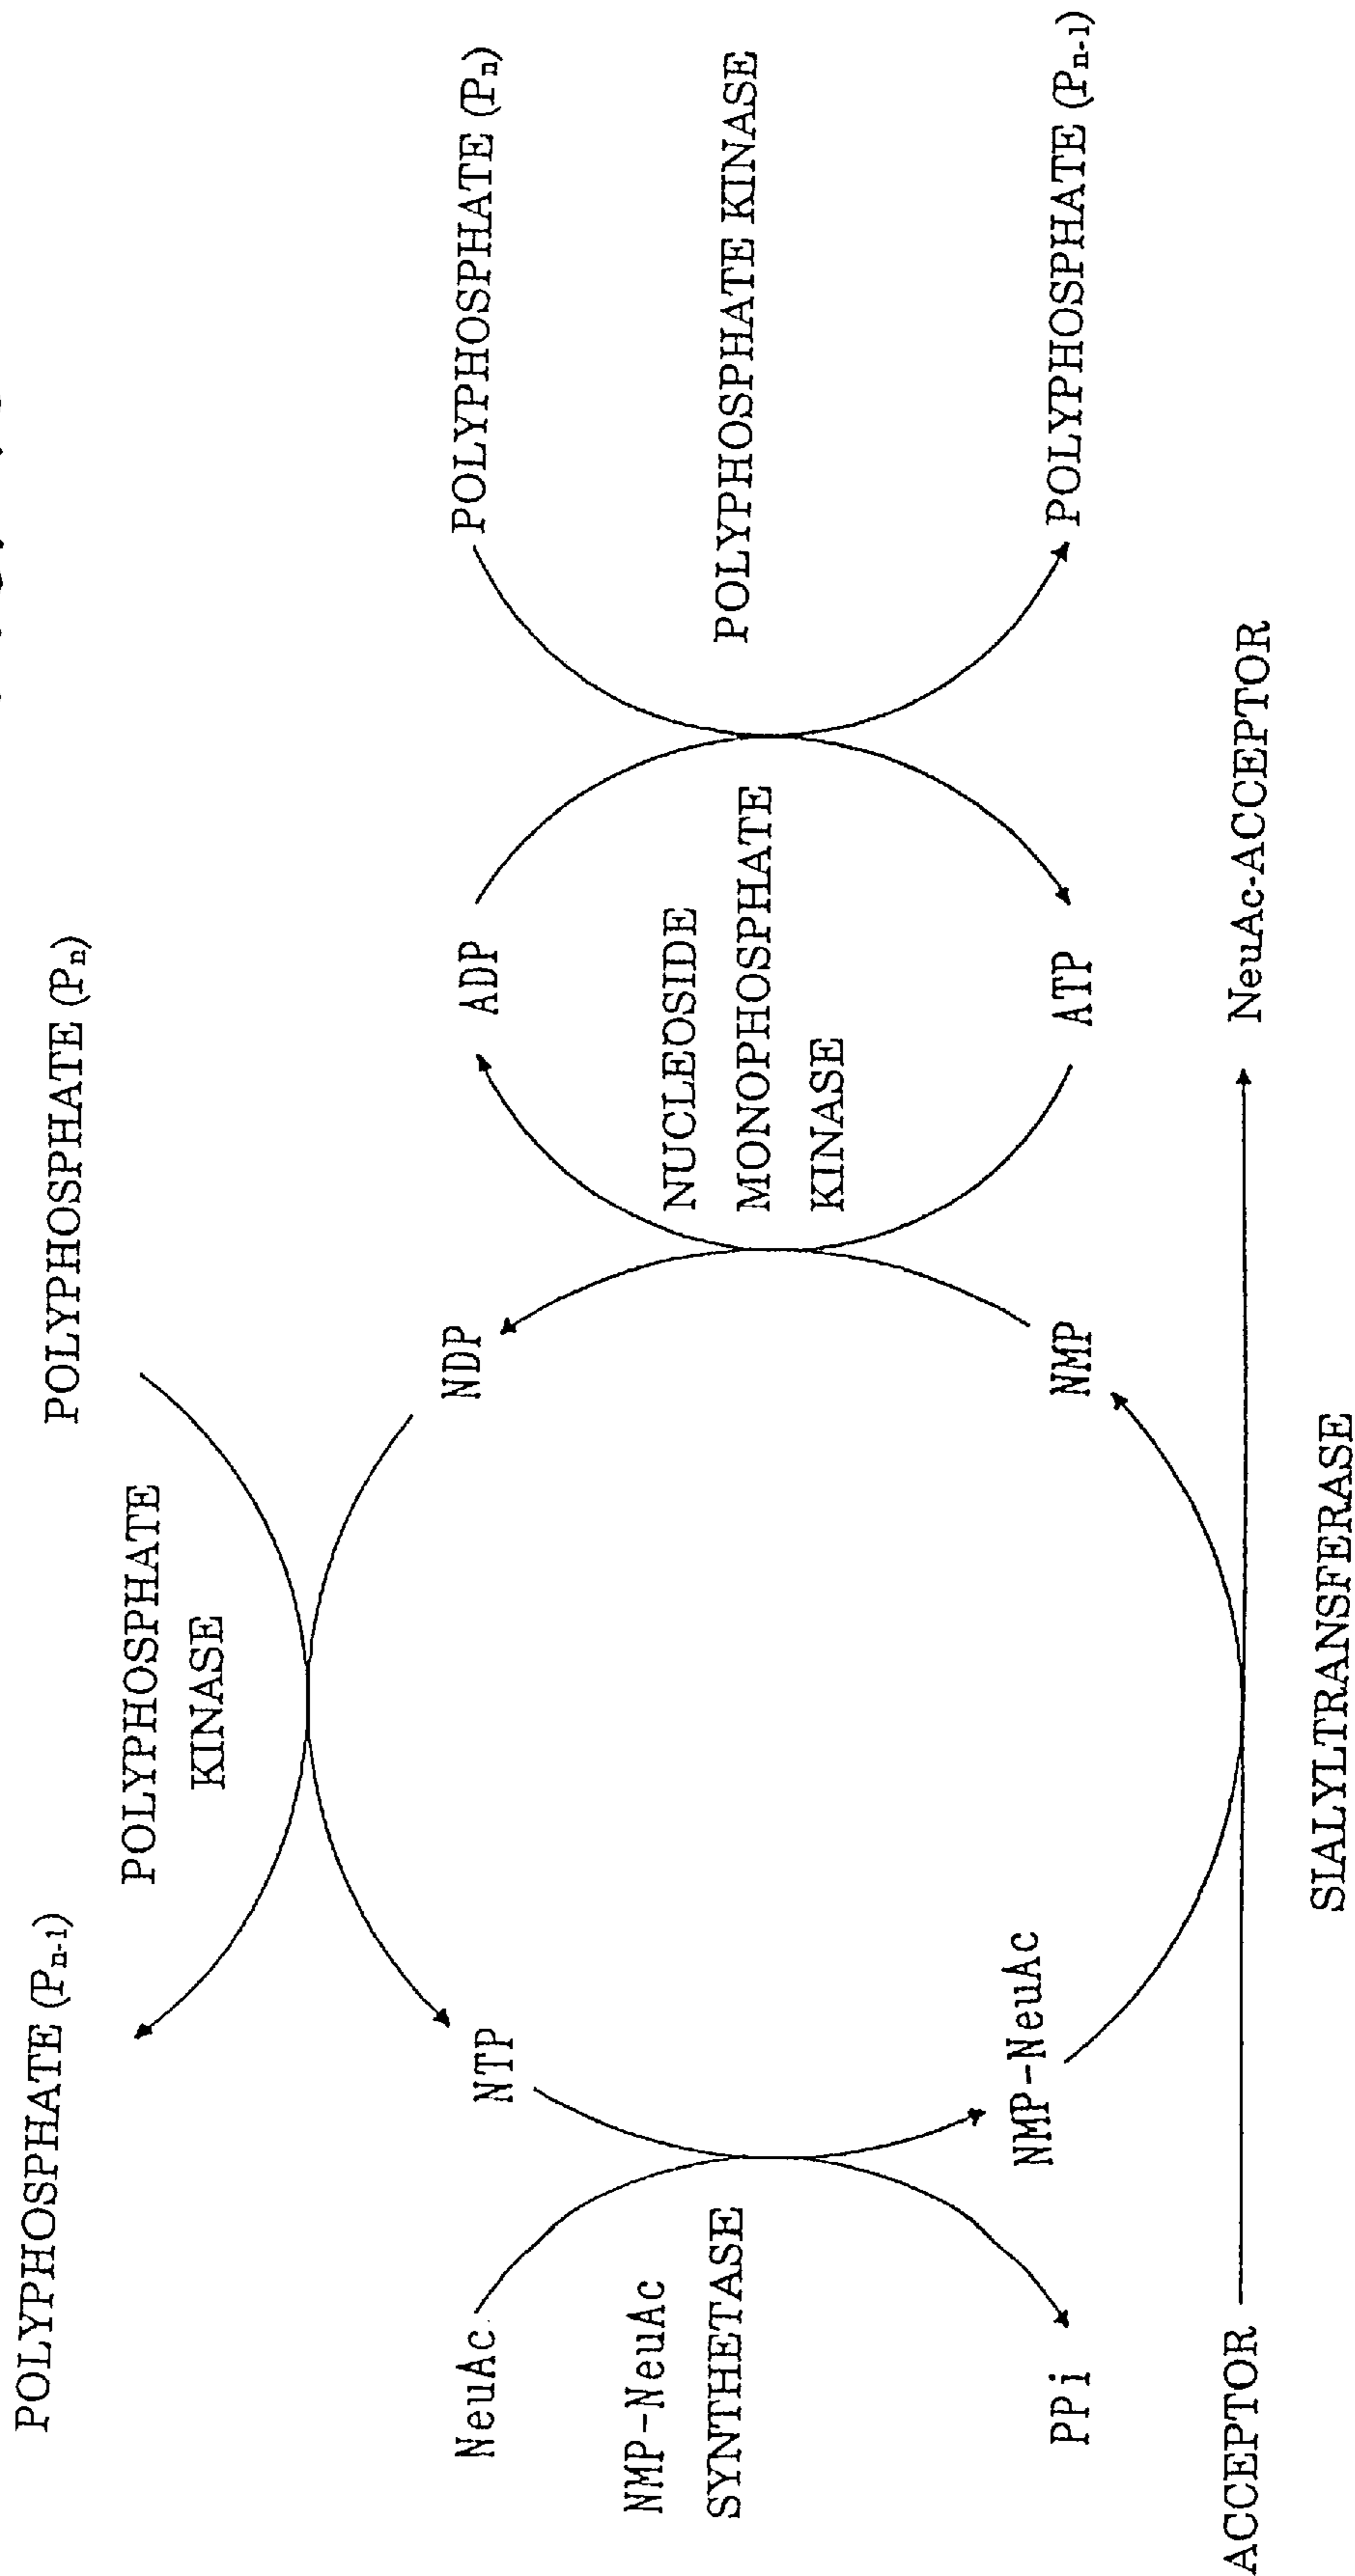 POLYPHOSPHATE (Pn-1)
POLYPHOSPHATE (Pn)
POLYPHOSPHATE
KINASE
NeuAc
NTP
NDP
ADP
POLYPHOSPHATE (Pn)
NMP-NeuAc
SYNTHETASE
NUCLEOSIDE
MONOPHOSPHATE
KINASE
POLYPHOSPHATE KINASE
PPi
NMP-NeuAc
NMP
ATP
POLYPHOSPHATE (Pn-1)
ACCEPTOR
NeuAc-ACCEPTOR
SIALYLTRANSFERASE